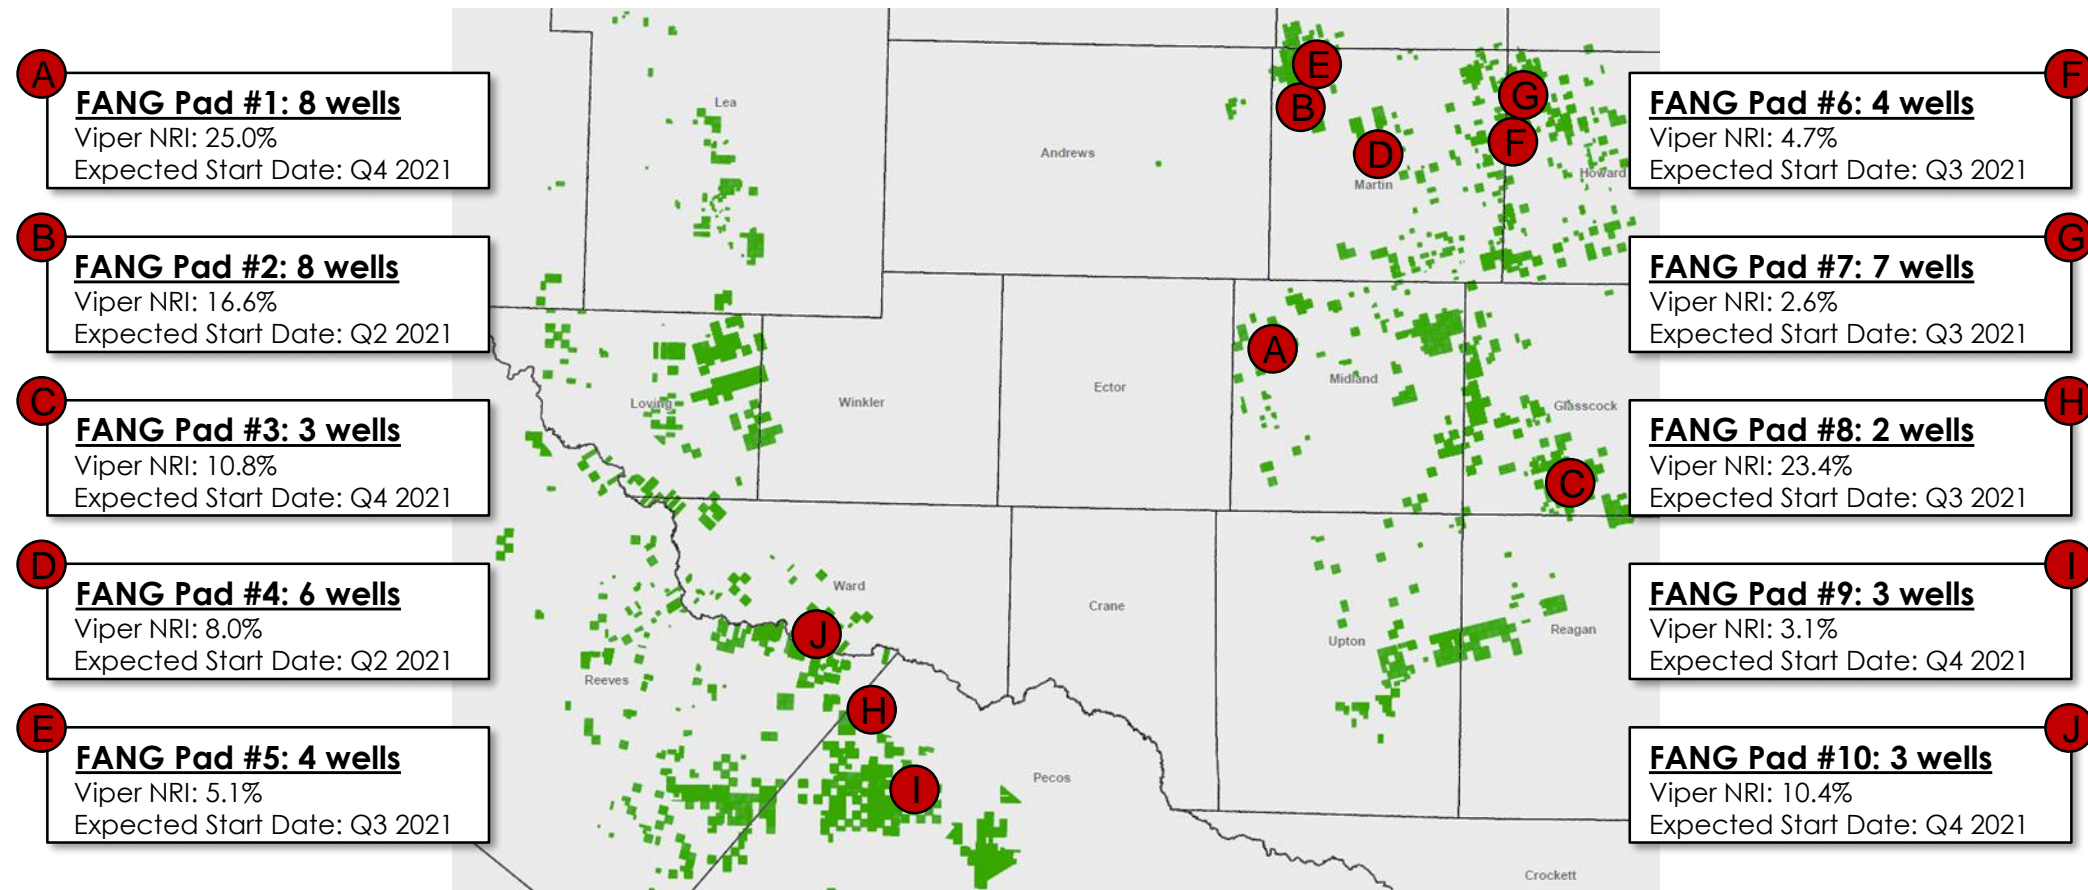 A
FANG Pad #1: 8 wells
Viper NRI: 25.0%
Expected Start Date: Q4 2021
B
FANG Pad #2: 8 wells
Viper NRI: 16.6%
Expected Start Date: Q2 2021
C
FANG Pad #3: 3 wells
Viper NRI: 10.8%
Expected Start Date: Q4 2021
D
FANG Pad #4: 6 wells
Viper NRI: 8.0%
Expected Start Date: Q2 2021
E
FANG Pad #5: 4 wells
Viper NRI: 5.1%
Expected Start Date: Q3 2021
Lea
Andrews
E
B
D
Martin
G
F
Howard
Loving
Winkler
Ector
A
Midland
Glasscock
C
Ward
Crane
J
Reeves
Upton
Reagan
H
I
Pecos
Crockett
F
FANG Pad #6: 4 wells
Viper NRI: 4.7%
Expected Start Date: Q3 2021
G
FANG Pad #7: 7 wells
Viper NRI: 2.6%
Expected Start Date: Q3 2021
H
FANG Pad #8: 2 wells
Viper NRI: 23.4%
Expected Start Date: Q3 2021
I
FANG Pad #9: 3 wells
Viper NRI: 3.1%
Expected Start Date: Q4 2021
J
FANG Pad #10: 3 wells
Viper NRI: 10.4%
Expected Start Date: Q4 2021